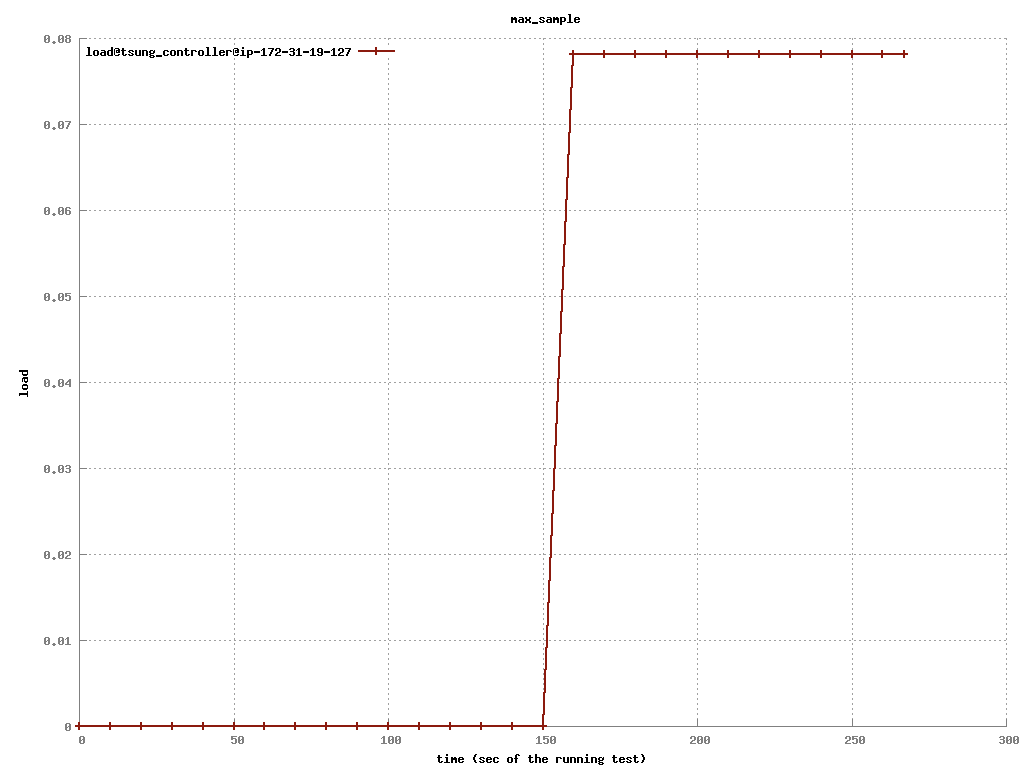 max_sample
load@tsung_controller@ip-172-31-19-127
0.08
0.07
0.06
0.05
0.04
0.03
0.02
0.01
0
load
0 50 100 150 200 250 300
time (sec of the running test)